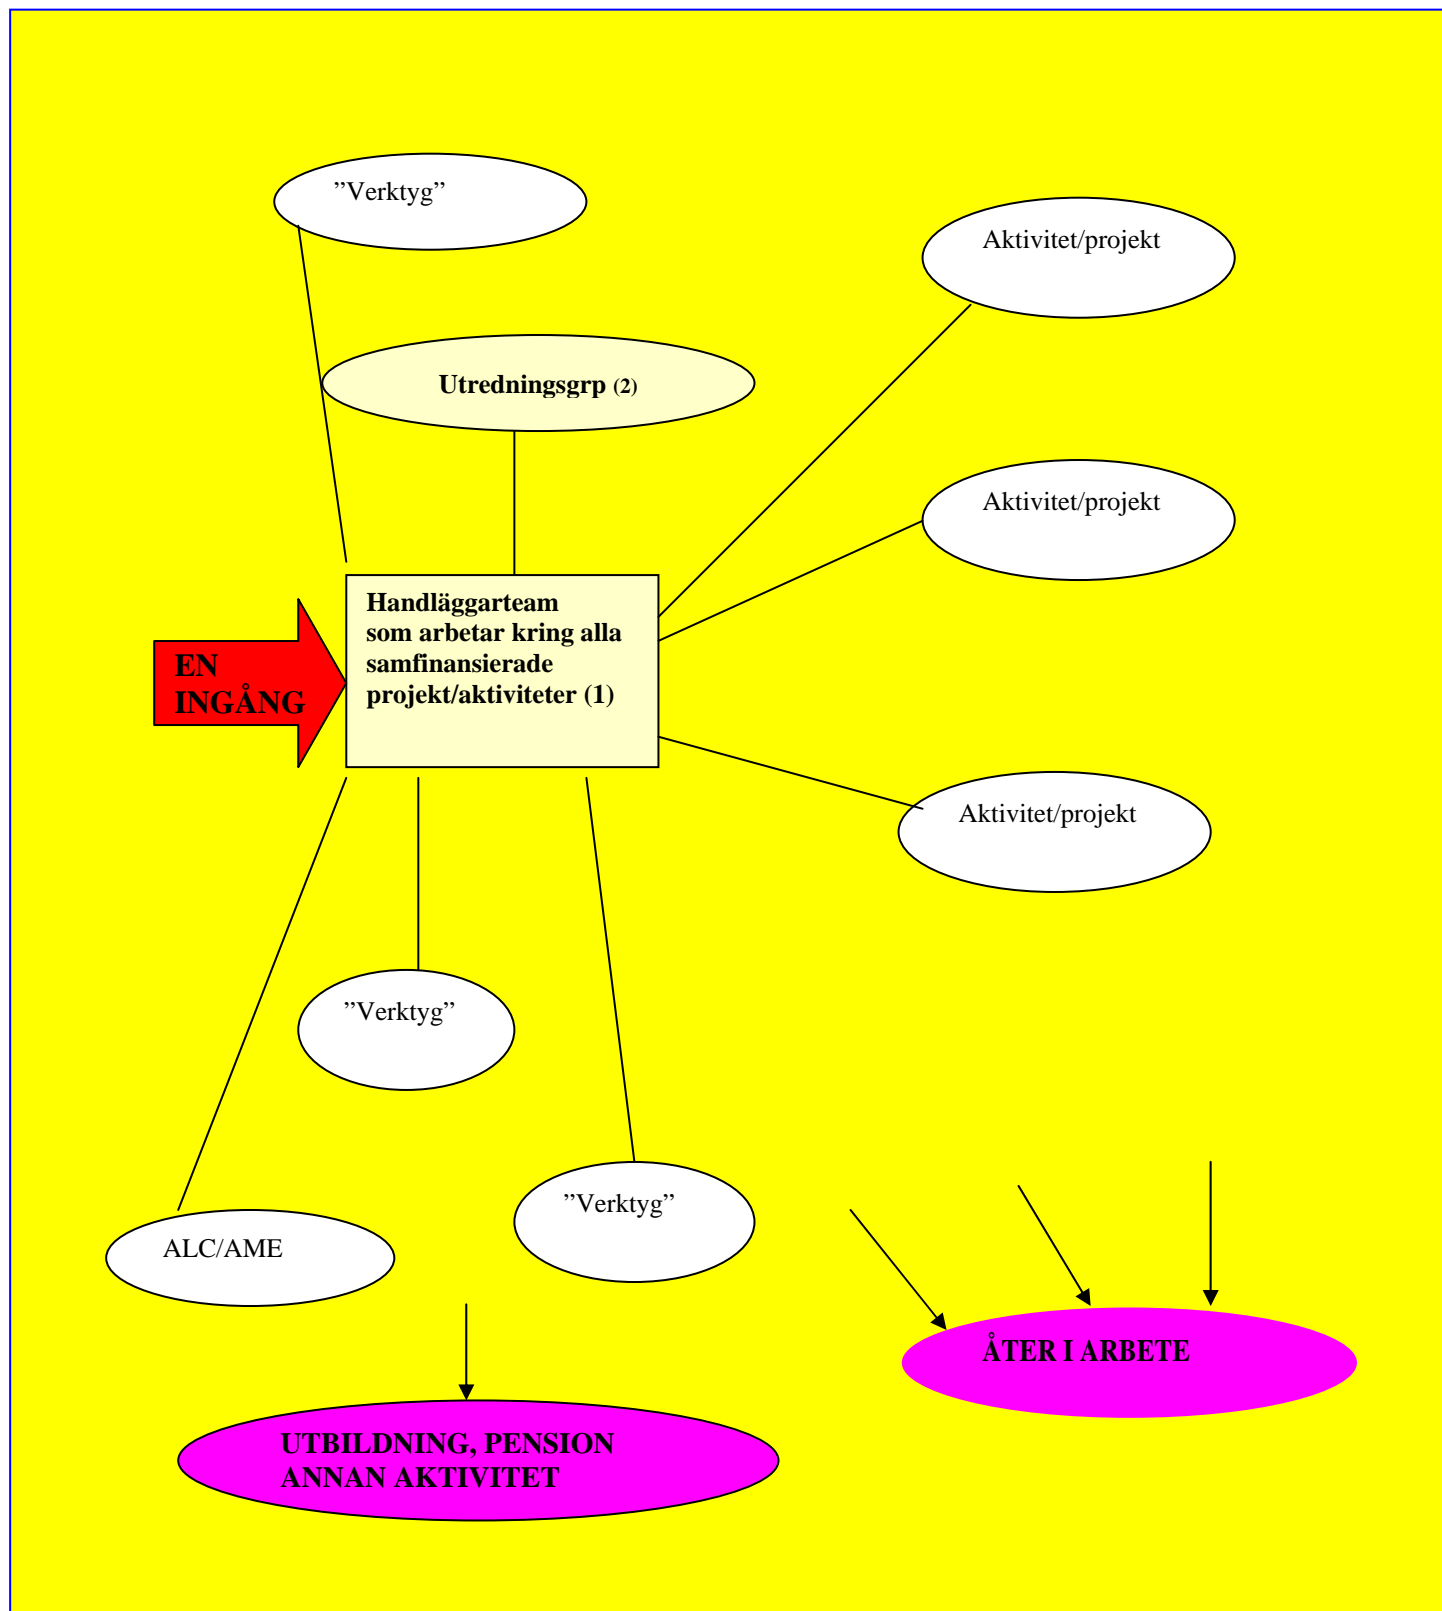 ”Verktyg”
Aktivitet/projekt
Utredningsgrp (2)
Aktivitet/projekt
Handläggarteam
som arbetar kring alla
samfinansierade
projekt/aktiviteter (1)
EN
INGÅNG
Aktivitet/projekt
”Verktyg”
”Verktyg”
ALC/AME
ÅTER I ARBETE
UTBILDNING, PENSION
ANNAN AKTIVITET